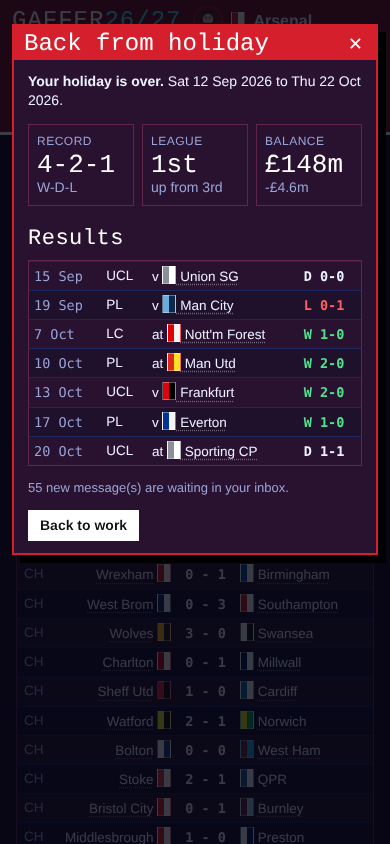 GAFFER26/27 Arsenal
Back from holiday ×
Your holiday is over. Sat 12 Sep 2026 to Thu 22 Oct
2026.
RECORD LEAGUE BALANCE
4-2-1 1st £148m
W-D-L up from 3rd -£4.6m
Results
15 Sep UCL v Union SG D 0-0
19 Sep PL v Man City L 0-1
7 Oct LC at Nott'm Forest W 1-0
10 Oct PL at Man Utd W 2-0
13 Oct UCL v Frankfurt W 2-0
17 Oct PL v Everton W 1-0
20 Oct UCL at Sporting CP D 1-1
55 new message(s) are waiting in your inbox.
Back to work
CH Wrexham 0 - 1 Birmingham
CH West Brom 0 - 3 Southampton
CH Wolves 3 - 0 Swansea
CH Charlton 0 - 1 Millwall
CH Sheff Utd 1 - 0 Cardiff
CH Watford 2 - 1 Norwich
CH Bolton 0 - 0 West Ham
CH Stoke 2 - 1 QPR
CH Bristol City 0 - 1 Burnley
CH Middlesbrough 1 - 0 Preston